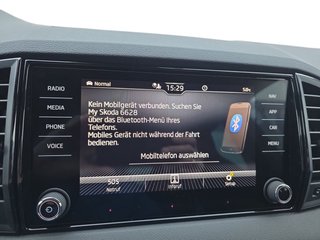 RADIO
MEDIA
PHONE
VOICE
Normal
15:29
Kein Mobilgerät verbunden. Suchen Sie
My Skoda 6628
über das Bluetooth-Menü Ihres
Telefons.
Mobiles Gerät nicht während der Fahrt
bedienen.
Mobiltelefon auswählen
SOS
Notruf
Inforuf
Setup
NAV
APP
CAR
MENU